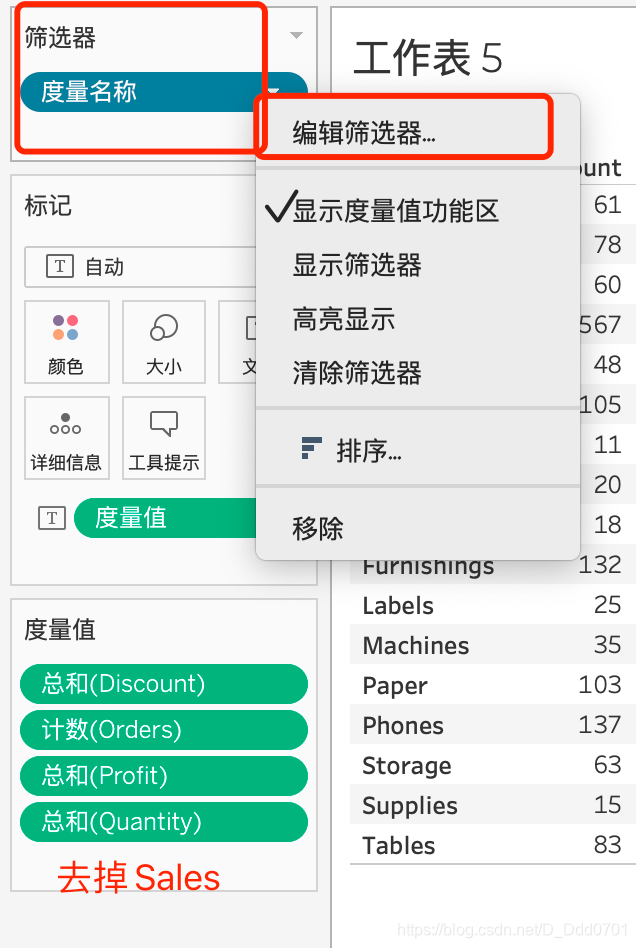 筛选器
度量名称
标记
自动
颜色
大小
详细信息
工具提示
度量值
度量值
总和(Discount)
计数(Orders)
总和(Profit)
总和(Quantity)
去掉 Sales
编辑筛选器...
显示度量值功能区
显示筛选器
高亮显示
清除筛选器
排序...
移除
工作表 5
61
78
60
567
48
105
11
20
18
Furnishings 132
Labels 25
Machines 35
Paper 103
Phones 137
Storage 63
Supplies 15
Tables 83
https://blog.csdn.net/D_Ddd0701